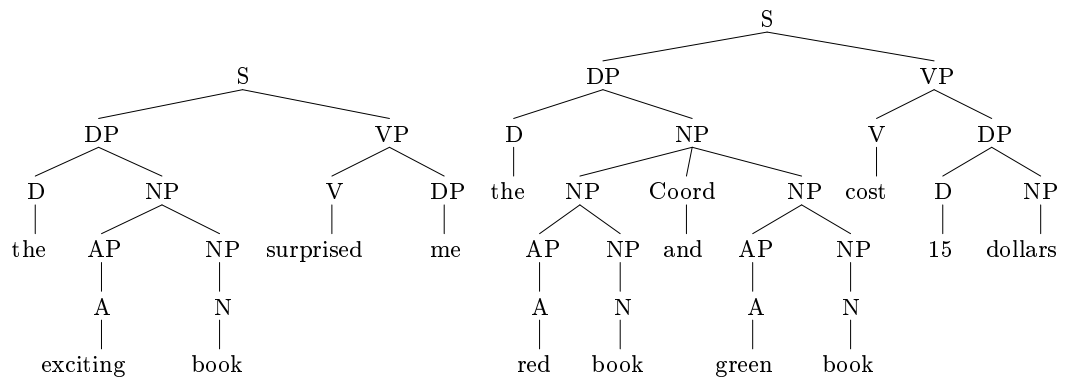 S
S
DP VP
DP VP
D NP V DP
D NP V DP
the NP Coord NP cost D NP
the AP NP surprised me
AP NP and AP NP 15 dollars
A N
A N A N
exciting book
red book green book